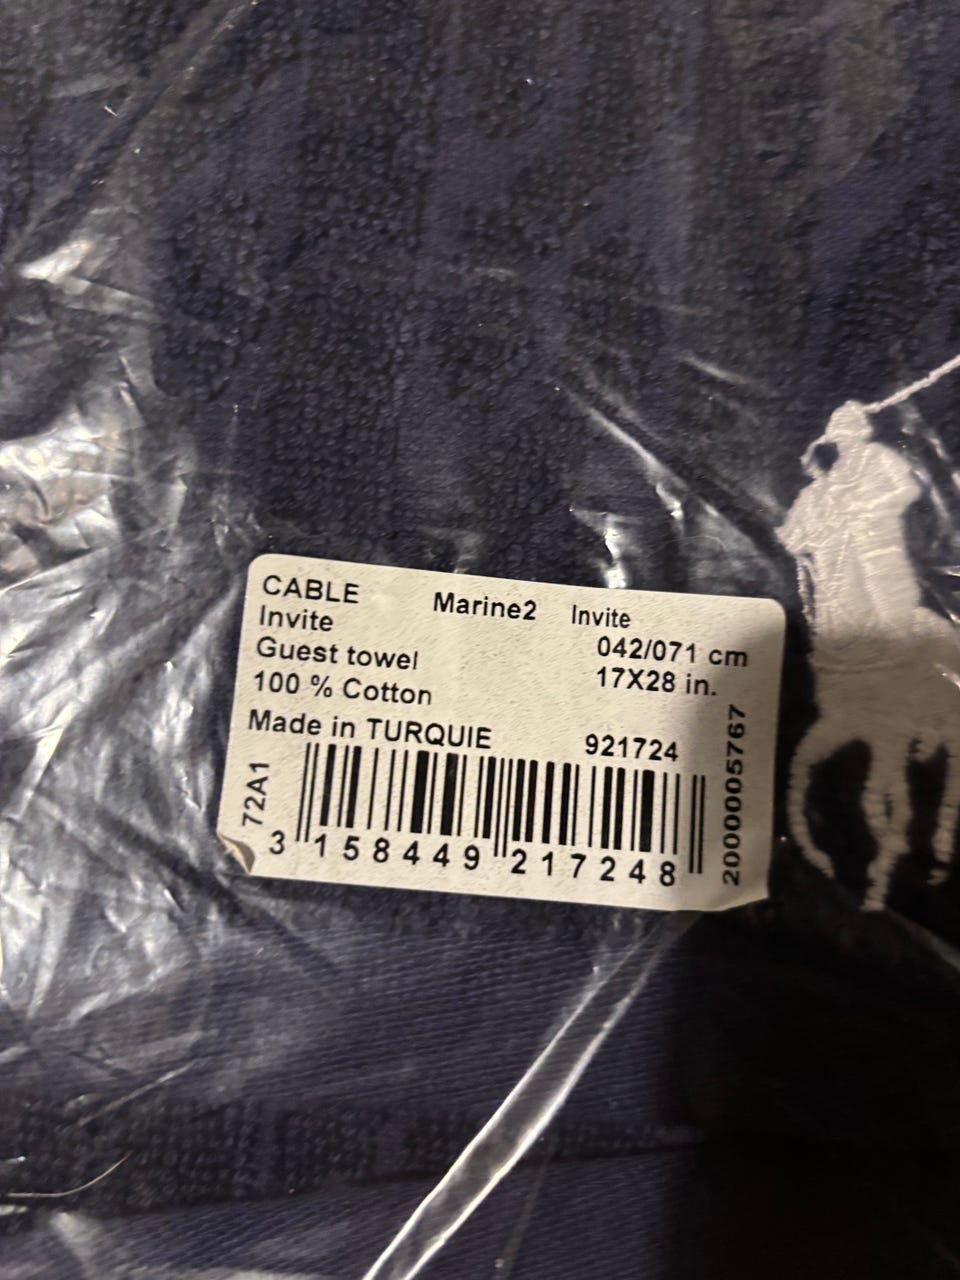 CABLE Marine2 Invite
Invite 042/071 cm
Guest towel 17X28 in.
100 % Cotton
Made in TURQUIE 921724
72A1
3 158449 217248
2000005767